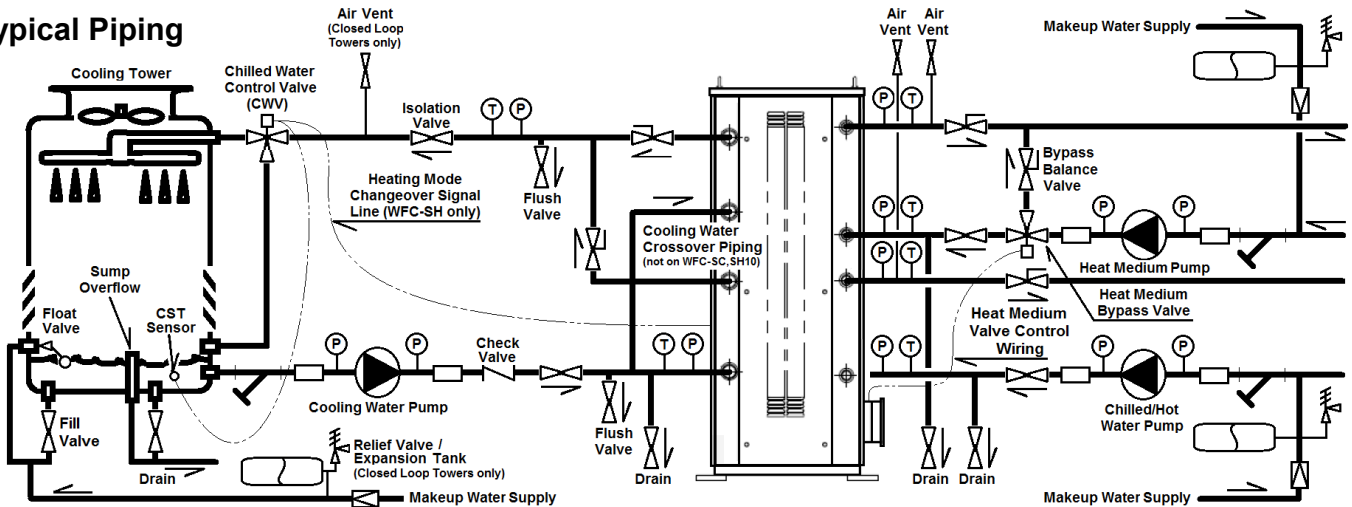 ypical Piping
Cooling Tower
Chilled Water
Control Valve
(CWV)
Air Vent
(Closed Loop
Towers only)
Isolation
Valve
T
P
Flush
Valve
Heating Mode
Changeover Signal
Line (WFC-SH only)
Cooling Water
Crossover Piping
(not on WFC-SC,SH10)
Sump
Overflow
CST
Sensor
Float
Valve
Fill
Valve
Drain
P
P
Cooling Water Pump
Check
Valve
T
P
Flush
Valve
Drain
Relief Valve /
Expansion Tank
(Closed Loop Towers only)
Makeup Water Supply
Air
Vent
Air
Vent
Makeup Water Supply
P
T
Bypass
Balance
Valve
P
T
P
P
Heat Medium Pump
P
T
Heat Medium
Bypass Valve
Heat Medium
Valve Control
Wiring
P
T
P
P
Chilled/Hot
Water Pump
Drain
Drain
Makeup Water Supply